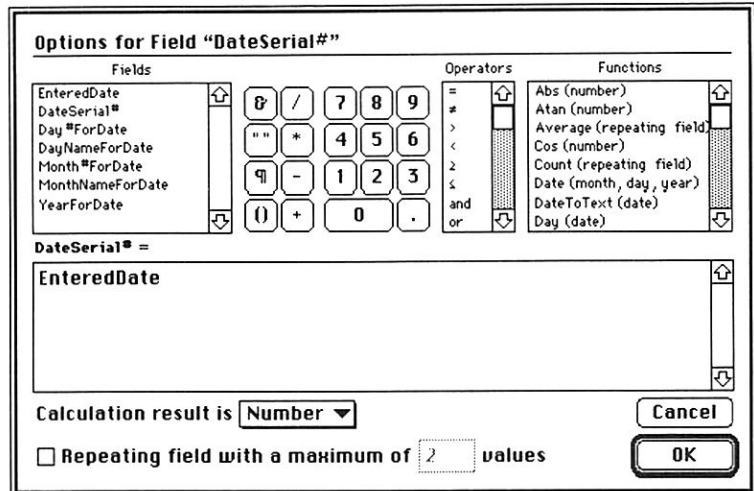 Options for Field “DateSerial#”
Fields
EnteredDate
DateSerial#
Day#ForDate
DayNameForDate
Month#ForDate
MonthNameForDate
YearForDate
& / 7 8 9
" " * 4 5 6
¶ - 1 2 3
() + 0 .
Operators
=
≠
>
<
≥
≤
and
or
Functions
Abs (number)
Atan (number)
Average (repeating field)
Cos (number)
Count (repeating field)
Date (month, day, year)
DateToText (date)
Day (date)
DateSerial# =
EnteredDate
Calculation result is Number
Cancel
Repeating field with a maximum of 2 values
OK